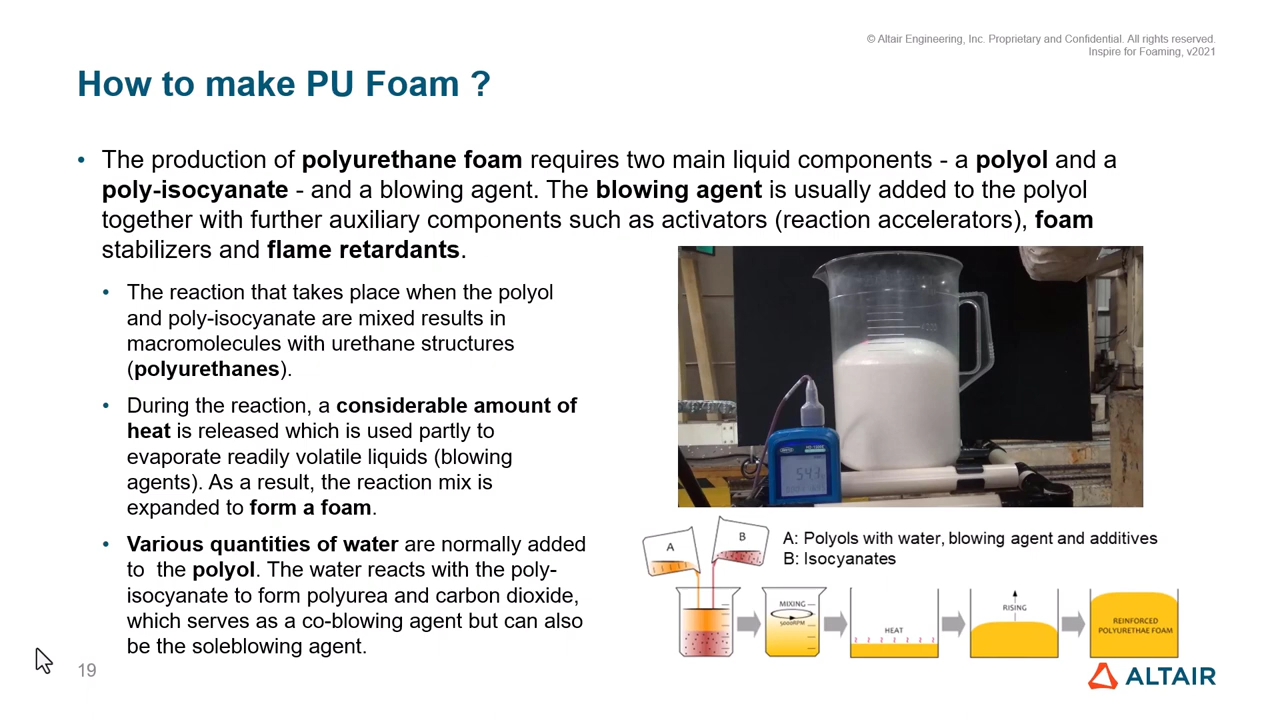 © Altair Engineering, Inc. Proprietary and Confidential. All rights reserved.
Inspire for Foaming, v2021
How to make PU Foam ?
• The production of polyurethane foam requires two main liquid components - a polyol and a
poly-isocyanate - and a blowing agent. The blowing agent is usually added to the polyol
together with further auxiliary components such as activators (reaction accelerators), foam
stabilizers and flame retardants.
• The reaction that takes place when the polyol
and poly-isocyanate are mixed results in
macromolecules with urethane structures
(polyurethanes).
• During the reaction, a considerable amount of
heat is released which is used partly to
evaporate readily volatile liquids (blowing
agents). As a result, the reaction mix is
expanded to form a foam.
• Various quantities of water are normally added
to the polyol. The water reacts with the poly-
isocyanate to form polyurea and carbon dioxide,
which serves as a co-blowing agent but can also
be the soleblowing agent.
A
B
A: Polyols with water, blowing agent and additives
B: Isocyanates
MIXING
5000RPM
HEAT
RISING
REINFORCED
POLYURETHAE FOAM
19
ALTAIR